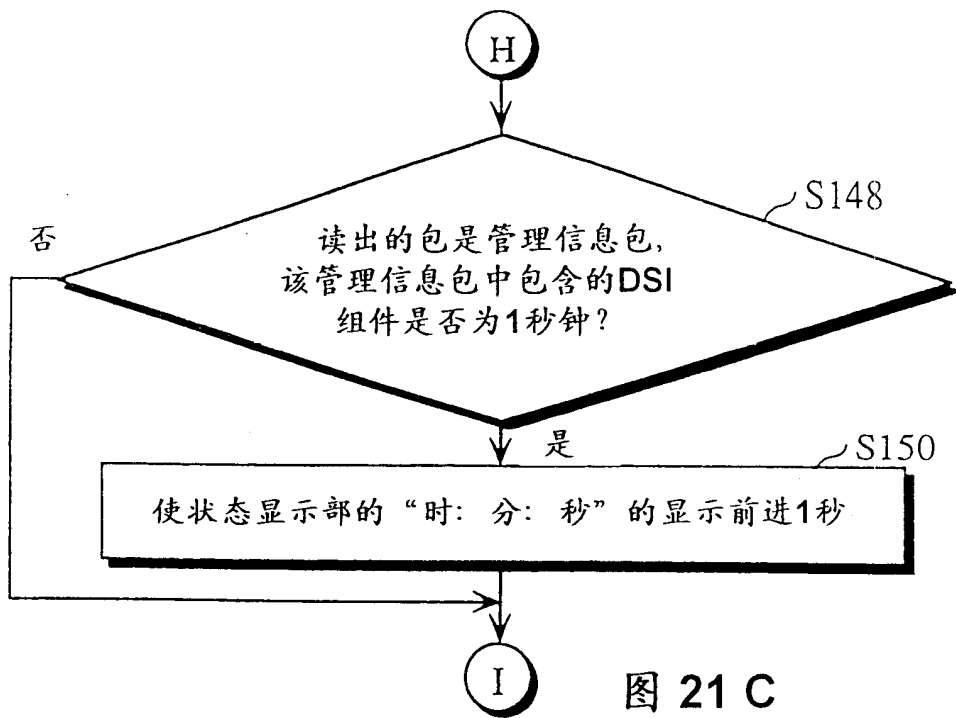 H
S148
否
读出的包是管理信息包，
该管理信息包中包含的DSI
组件是否为1秒钟？
是
S150
使状态显示部的“时：分：秒”的显示前进1秒
I
图 21 C